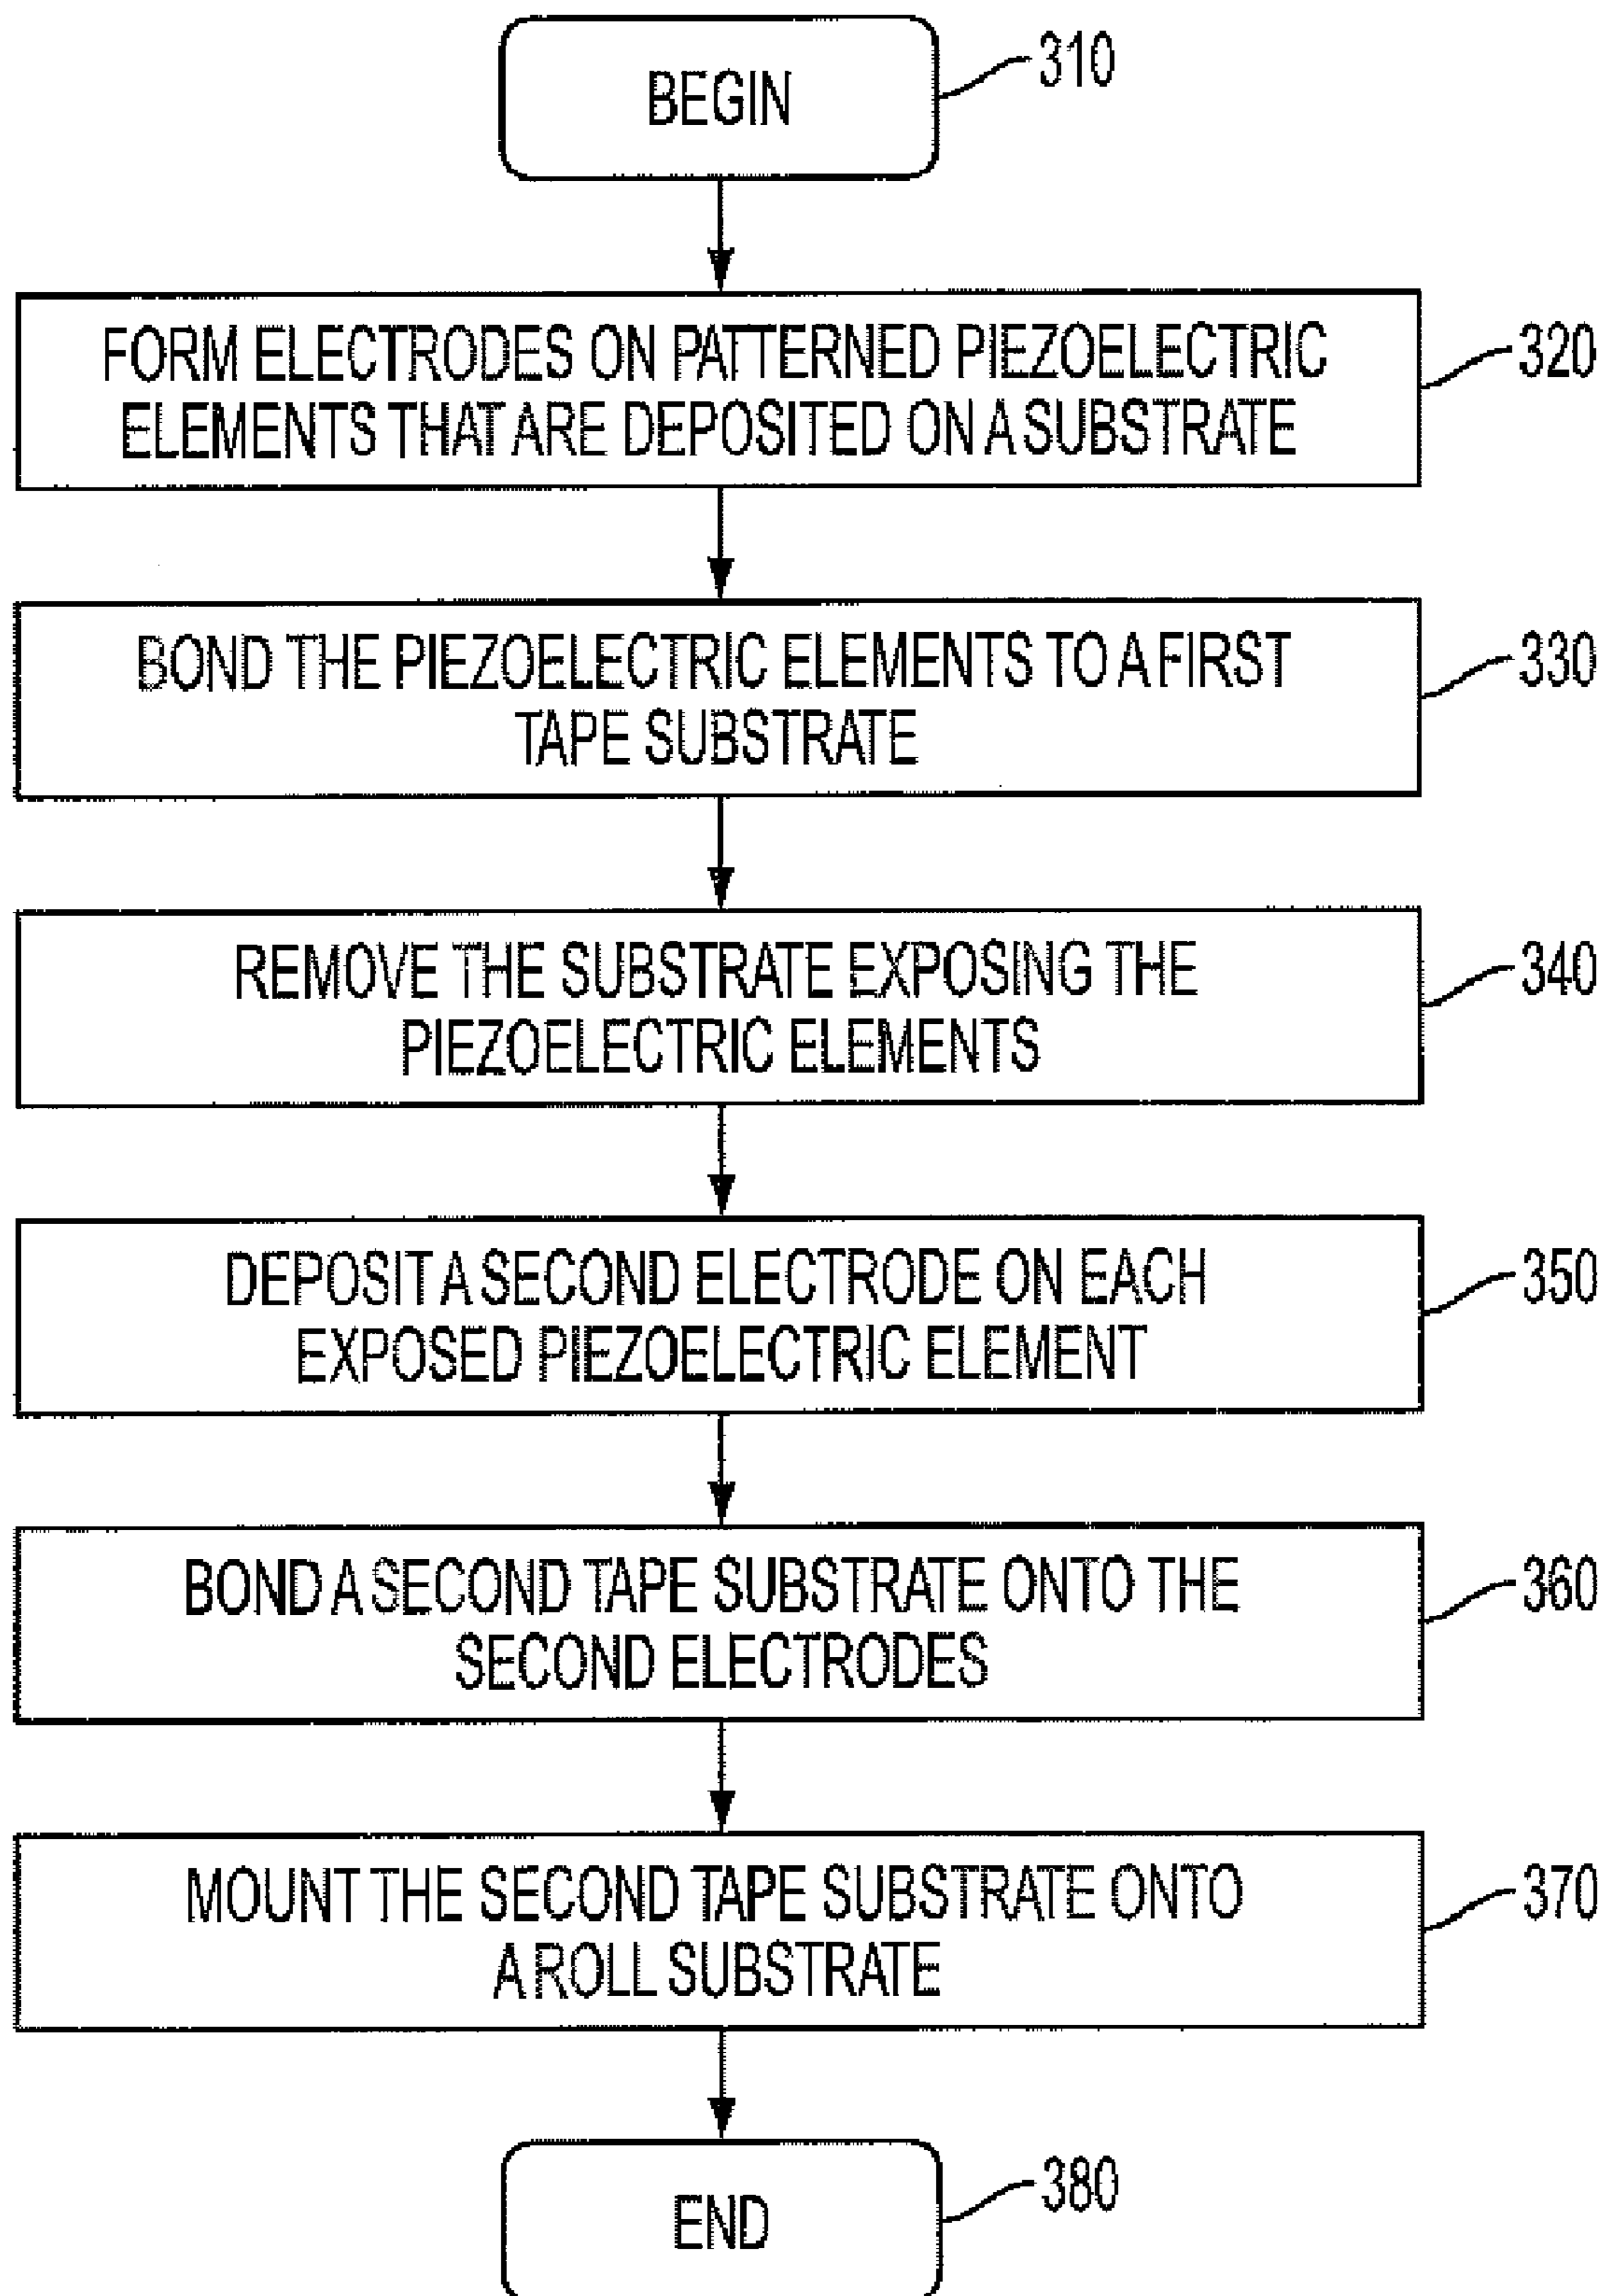 BEGIN
310
FORM ELECTRODES ON PATTERNED PIEZOELECTRIC
ELEMENTS THAT ARE DEPOSITED ON A SUBSTRATE
320
BOND THE PIEZOELECTRIC ELEMENTS TO A FIRST
TAPE SUBSTRATE
330
REMOVE THE SUBSTRATE EXPOSING THE
PIEZOELECTRIC ELEMENTS
340
DEPOSIT A SECOND ELECTRODE ON EACH
EXPOSED PIEZOELECTRIC ELEMENT
350
BOND A SECOND TAPE SUBSTRATE ONTO THE
SECOND ELECTRODES
360
MOUNT THE SECOND TAPE SUBSTRATE ONTO
A ROLL SUBSTRATE
370
END
380